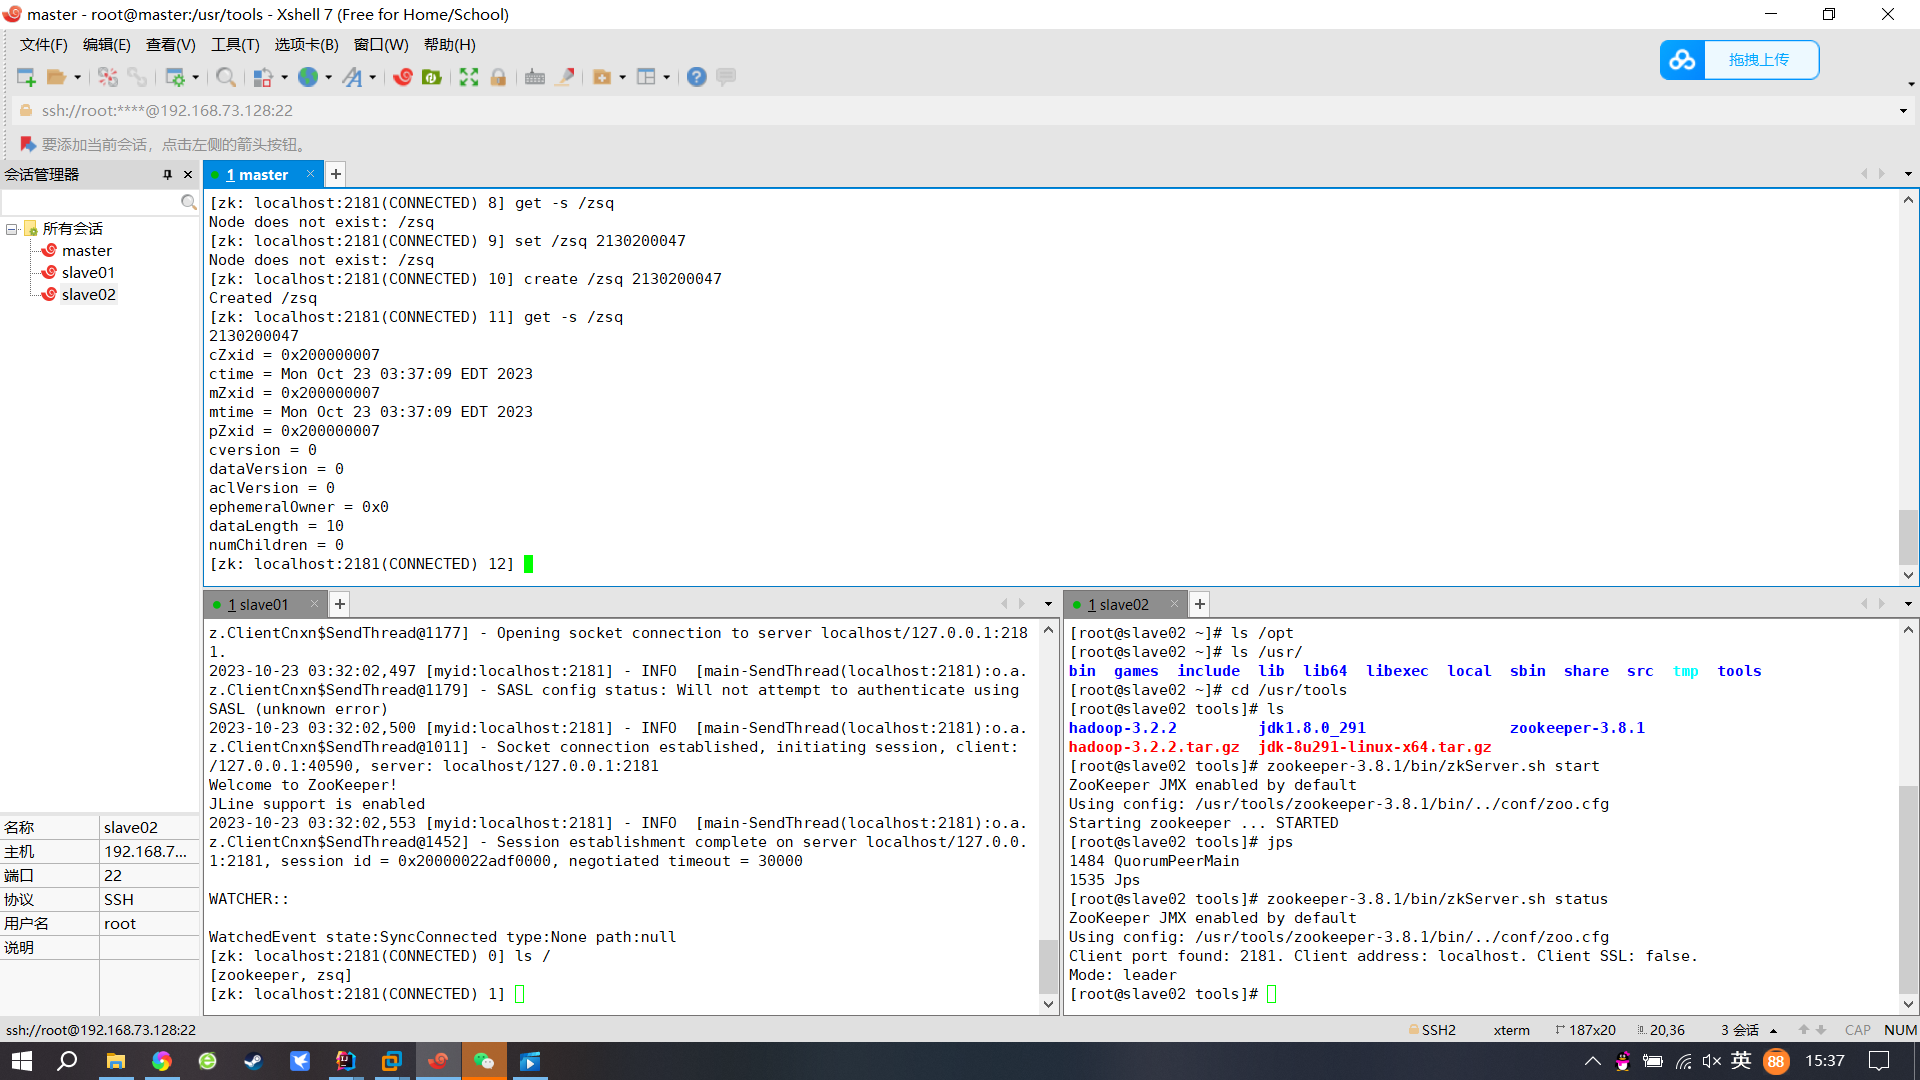 master - root@master:/usr/tools - Xshell 7 (Free for Home/School)
文件(F) 编辑(E) 查看(V) 工具(T) 选项卡(B) 窗口(W) 帮助(H)
拖拽上传
ssh://root:****@192.168.73.128:22
要添加当前会话，点击左侧的箭头按钮。
会话管理器
所有会话
master
slave01
slave02
名称 slave02
主机 192.168.7...
端口 22
协议 SSH
用户名 root
说明
1 master
[zk: localhost:2181(CONNECTED) 8] get -s /zsq
Node does not exist: /zsq
[zk: localhost:2181(CONNECTED) 9] set /zsq 2130200047
Node does not exist: /zsq
[zk: localhost:2181(CONNECTED) 10] create /zsq 2130200047
Created /zsq
[zk: localhost:2181(CONNECTED) 11] get -s /zsq
2130200047
cZxid = 0x200000007
ctime = Mon Oct 23 03:37:09 EDT 2023
mZxid = 0x200000007
mtime = Mon Oct 23 03:37:09 EDT 2023
pZxid = 0x200000007
cversion = 0
dataVersion = 0
aclVersion = 0
ephemeralOwner = 0x0
dataLength = 10
numChildren = 0
[zk: localhost:2181(CONNECTED) 12]
1 slave01
z.ClientCnxn$SendThread@1177] - Opening socket connection to server localhost/127.0.0.1:218
1.
2023-10-23 03:32:02,497 [myid:localhost:2181] - INFO  [main-SendThread(localhost:2181):o.a.
z.ClientCnxn$SendThread@1179] - SASL config status: Will not attempt to authenticate using
SASL (unknown error)
2023-10-23 03:32:02,500 [myid:localhost:2181] - INFO  [main-SendThread(localhost:2181):o.a.
z.ClientCnxn$SendThread@1011] - Socket connection established, initiating session, client:
/127.0.0.1:40590, server: localhost/127.0.0.1:2181
Welcome to ZooKeeper!
JLine support is enabled
2023-10-23 03:32:02,553 [myid:localhost:2181] - INFO  [main-SendThread(localhost:2181):o.a.
z.ClientCnxn$SendThread@1452] - Session establishment complete on server localhost/127.0.0.
1:2181, session id = 0x20000022adf0000, negotiated timeout = 30000
WATCHER::
WatchedEvent state:SyncConnected type:None path:null
[zk: localhost:2181(CONNECTED) 0] ls /
[zookeeper, zsq]
[zk: localhost:2181(CONNECTED) 1]
1 slave02
[root@slave02 ~]# ls /opt
[root@slave02 ~]# ls /usr/
bin  games  include  lib  lib64  libexec  local  sbin  share  src  tmp  tools
[root@slave02 ~]# cd /usr/tools
[root@slave02 tools]# ls
hadoop-3.2.2         jdk1.8.0_291                zookeeper-3.8.1
hadoop-3.2.2.tar.gz  jdk-8u291-linux-x64.tar.gz
[root@slave02 tools]# zookeeper-3.8.1/bin/zkServer.sh start
ZooKeeper JMX enabled by default
Using config: /usr/tools/zookeeper-3.8.1/bin/../conf/zoo.cfg
Starting zookeeper ... STARTED
[root@slave02 tools]# jps
1484 QuorumPeerMain
1535 Jps
[root@slave02 tools]# zookeeper-3.8.1/bin/zkServer.sh status
ZooKeeper JMX enabled by default
Using config: /usr/tools/zookeeper-3.8.1/bin/../conf/zoo.cfg
Client port found: 2181. Client address: localhost. Client SSL: false.
Mode: leader
[root@slave02 tools]#
ssh://root@192.168.73.128:22 SSH2 xterm 187x20 20,36 3 会话 CAP NUM
英 88 15:37